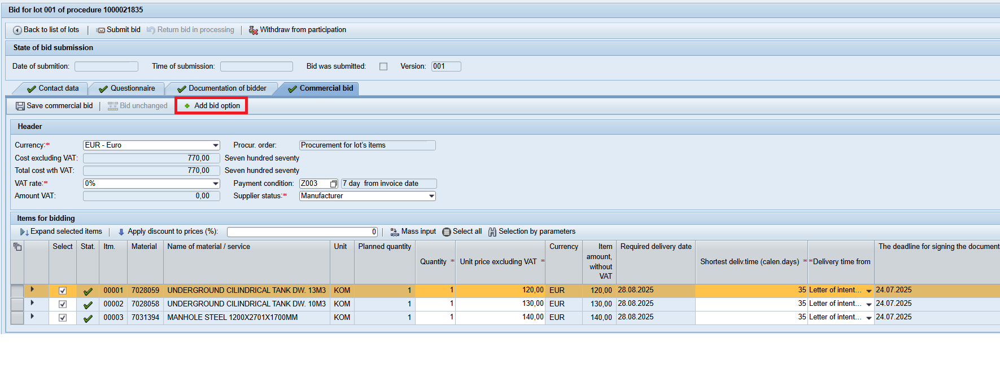 Bid for lot 001 of procedure 1000021835
Back to list of lots Submit bid Return bid in processing Withdraw from participation
State of bid submission
Date of submition: Time of submission: Bid was submitted: Version: 001
Contact data Questionnaire Documentation of bidder Commercial bid
Save commercial bid Bid unchanged Add bid option
Header
Currency:* EUR - Euro Procur. order: Procurement for lot's items
Cost excluding VAT: 770,00 Seven hundred seventy
Total cost wth VAT: 770,00 Seven hundred seventy
VAT rate:* 0% Payment condition: Z003 7 day from invoice date
Amount VAT: 0,00 Supplier status:* Manufacturer
Items for bidding
Expand selected items Apply discount to prices (%): 0 Mass input Select all Selection by parameters
Select Stat. Itm. Material Name of material / service Unit Planned quantity Quantity * Unit price excluding VAT * Currency Item amount, without VAT Required delivery date Shortest deliv.time (calen.days) * *Delivery time from The deadline for signing the document
00001 7028059 UNDERGROUND CILINDRICAL TANK DW. 13M3 KOM 1 1 120,00 EUR 120,00 28.08.2025 35 Letter of intent... 24.07.2025
00002 7028058 UNDERGROUND CILINDRICAL TANK DW. 10M3 KOM 1 1 130,00 EUR 130,00 28.08.2025 35 Letter of intent... 24.07.2025
00003 7031394 MANHOLE STEEL 1200X2701X1700MM KOM 1 1 140,00 EUR 140,00 28.08.2025 35 Letter of intent... 24.07.2025